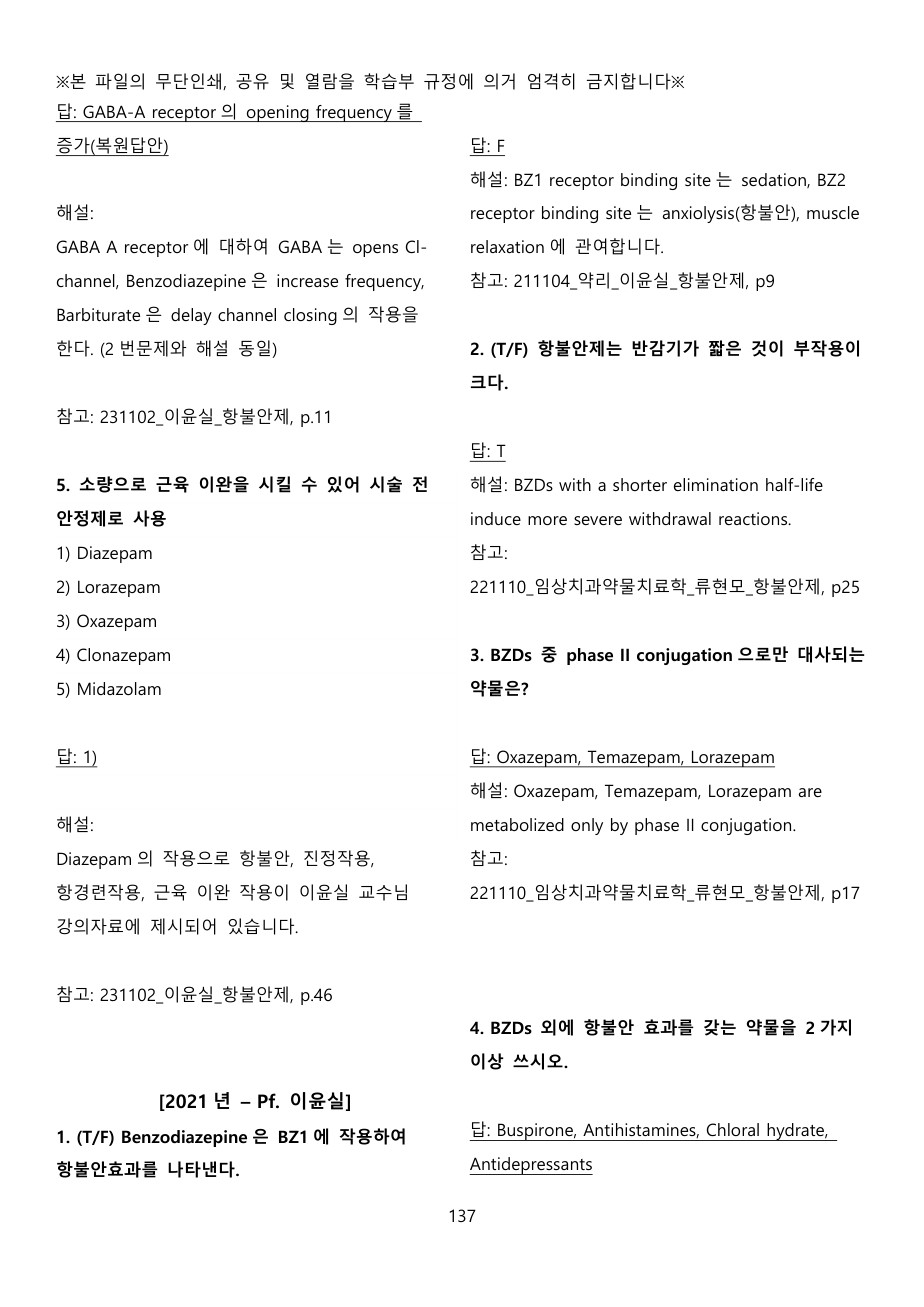 ※본 파일의 무단인쇄, 공유 및 열람을 학습부 규정에 의거 엄격히 금지합니다※
답: GABA-A receptor 의 opening frequency 를
증가(복원답안)
해설:
GABA A receptor 에 대하여 GABA 는 opens Cl-
channel, Benzodiazepine 은 increase frequency,
Barbiturate 은 delay channel closing 의 작용을
한다. (2 번문제와 해설 동일)
참고: 231102_이윤실_항불안제, p.11
5. 소량으로 근육 이완을 시킬 수 있어 시술 전
안정제로 사용
1) Diazepam
2) Lorazepam
3) Oxazepam
4) Clonazepam
5) Midazolam
답: 1)
해설:
Diazepam 의 작용으로 항불안, 진정작용,
항경련작용, 근육 이완 작용이 이윤실 교수님
강의자료에 제시되어 있습니다.
참고: 231102_이윤실_항불안제, p.46
[2021 년 – Pf. 이윤실]
1. (T/F) Benzodiazepine 은 BZ1 에 작용하여
항불안효과를 나타낸다.
답: F
해설: BZ1 receptor binding site 는 sedation, BZ2
receptor binding site 는 anxiolysis(항불안), muscle
relaxation 에 관여합니다.
참고: 211104_약리_이윤실_항불안제, p9
2. (T/F) 항불안제는 반감기가 짧은 것이 부작용이
크다.
답: T
해설: BZDs with a shorter elimination half-life
induce more severe withdrawal reactions.
참고:
221110_임상치과약물치료학_류현모_항불안제, p25
3. BZDs 중 phase II conjugation 으로만 대사되는
약물은?
답: Oxazepam, Temazepam, Lorazepam
해설: Oxazepam, Temazepam, Lorazepam are
metabolized only by phase II conjugation.
참고:
221110_임상치과약물치료학_류현모_항불안제, p17
4. BZDs 외에 항불안 효과를 갖는 약물을 2 가지
이상 쓰시오.
답: Buspirone, Antihistamines, Chloral hydrate,
Antidepressants
137